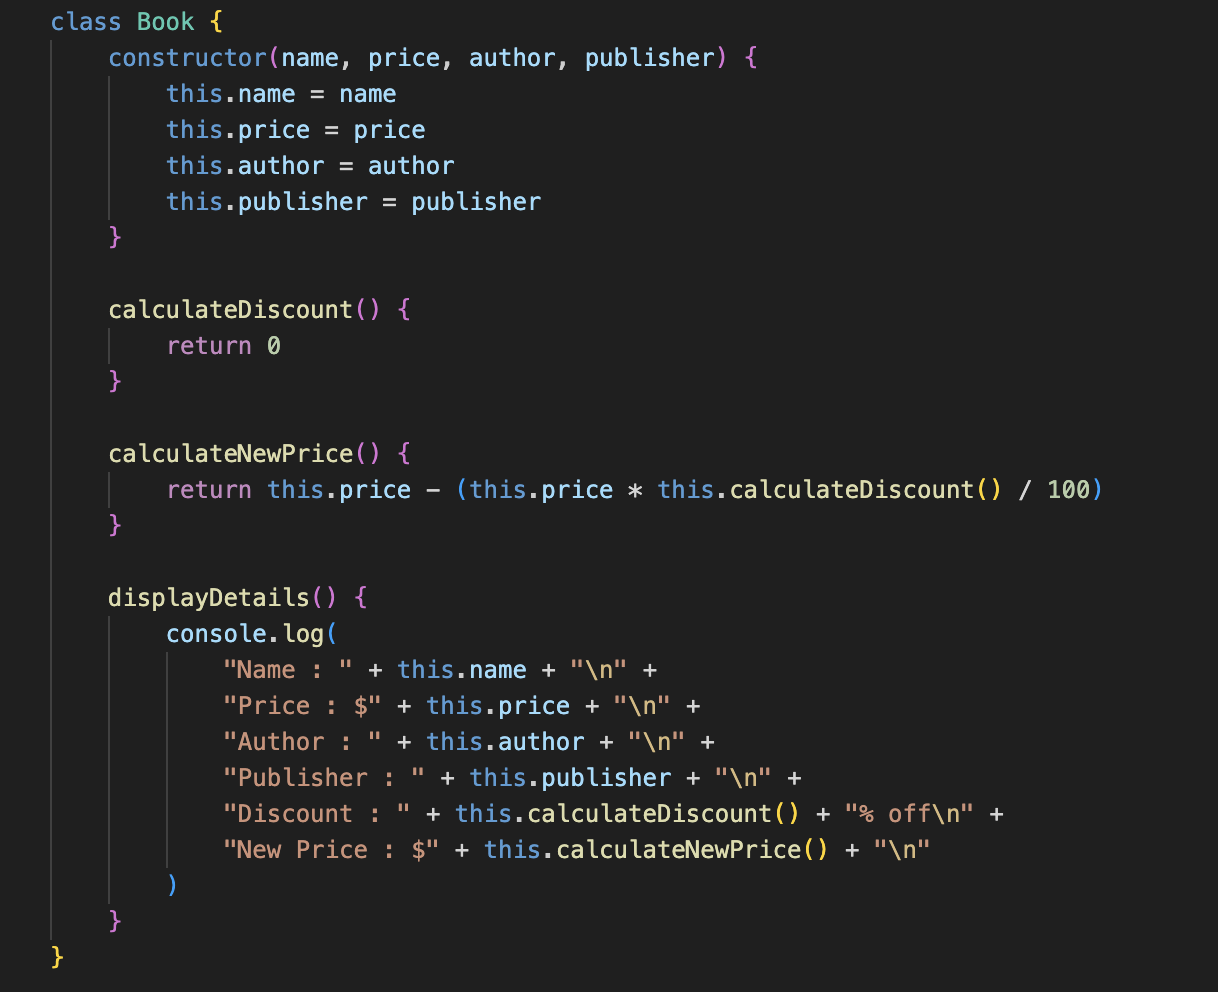 class Book {
    constructor(name, price, author, publisher) {
        this.name = name
        this.price = price
        this.author = author
        this.publisher = publisher
    }

    calculateDiscount() {
        return 0
    }

    calculateNewPrice() {
        return this.price - (this.price * this.calculateDiscount() / 100)
    }

    displayDetails() {
        console.log(
            "Name : " + this.name + "\n" +
            "Price : $" + this.price + "\n" +
            "Author : " + this.author + "\n" +
            "Publisher : " + this.publisher + "\n" +
            "Discount : " + this.calculateDiscount() + "% off\n" +
            "New Price : $" + this.calculateNewPrice() + "\n"
        )
    }
}